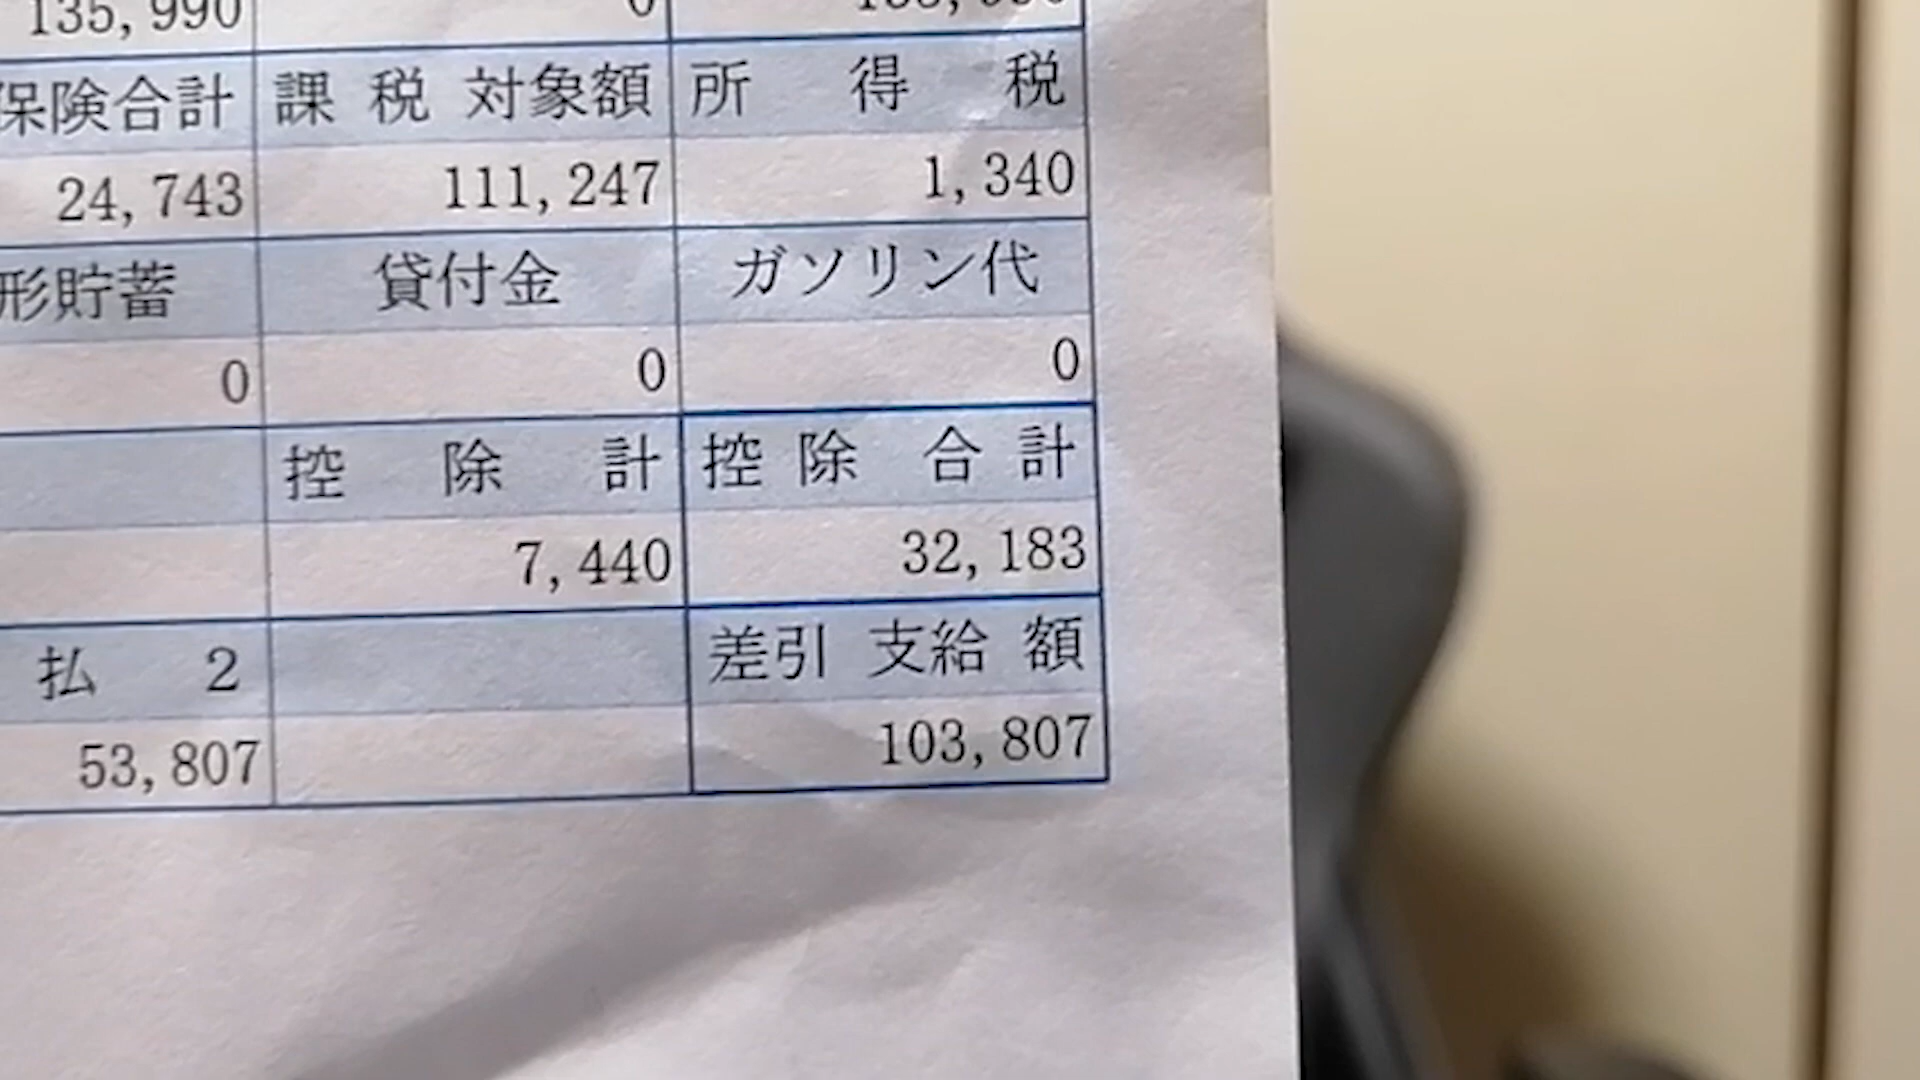 135,990 0
保険合計 課税対象額 所得税
24,743 111,247 1,340
形貯蓄 貸付金 ガソリン代
0 0 0
控除計 控除合計
7,440 32,183
払2 差引支給額
53,807 103,807